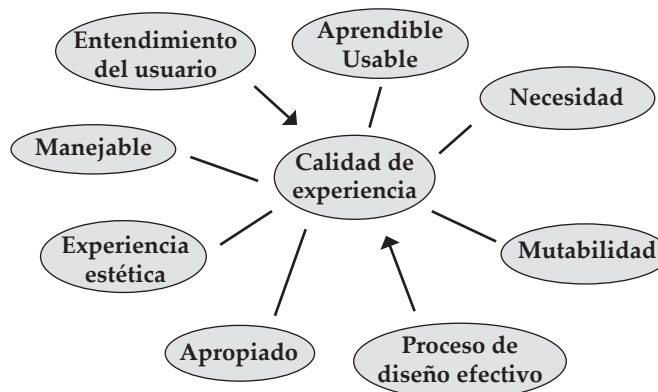 Entendimiento
del usuario
Aprendible
Usable
Necesidad
Manejable
Calidad de
experiencia
Experiencia
estética
Mutabilidad
Apropiado
Proceso de
diseño efectivo